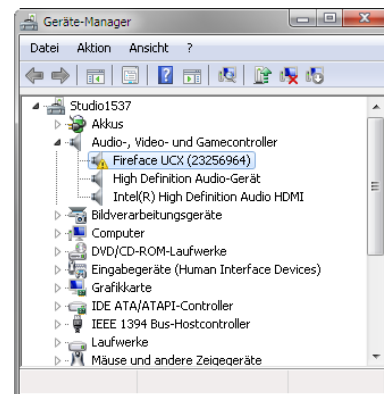 Geräte-Manager
Datei Aktion Ansicht ?
Studio1537
Akkus
Audio-, Video- und Gamecontroller
Fireface UCX (23256964)
High Definition Audio-Gerät
Intel(R) High Definition Audio HDMI
Bildverarbeitungsgeräte
Computer
DVD/CD-ROM-Laufwerke
Eingabegeräte (Human Interface Devices)
Grafikkarte
IDE ATA/ATAPI-Controller
IEEE 1394 Bus-Hostcontroller
Laufwerke
Mäuse und andere Zeigegeräte